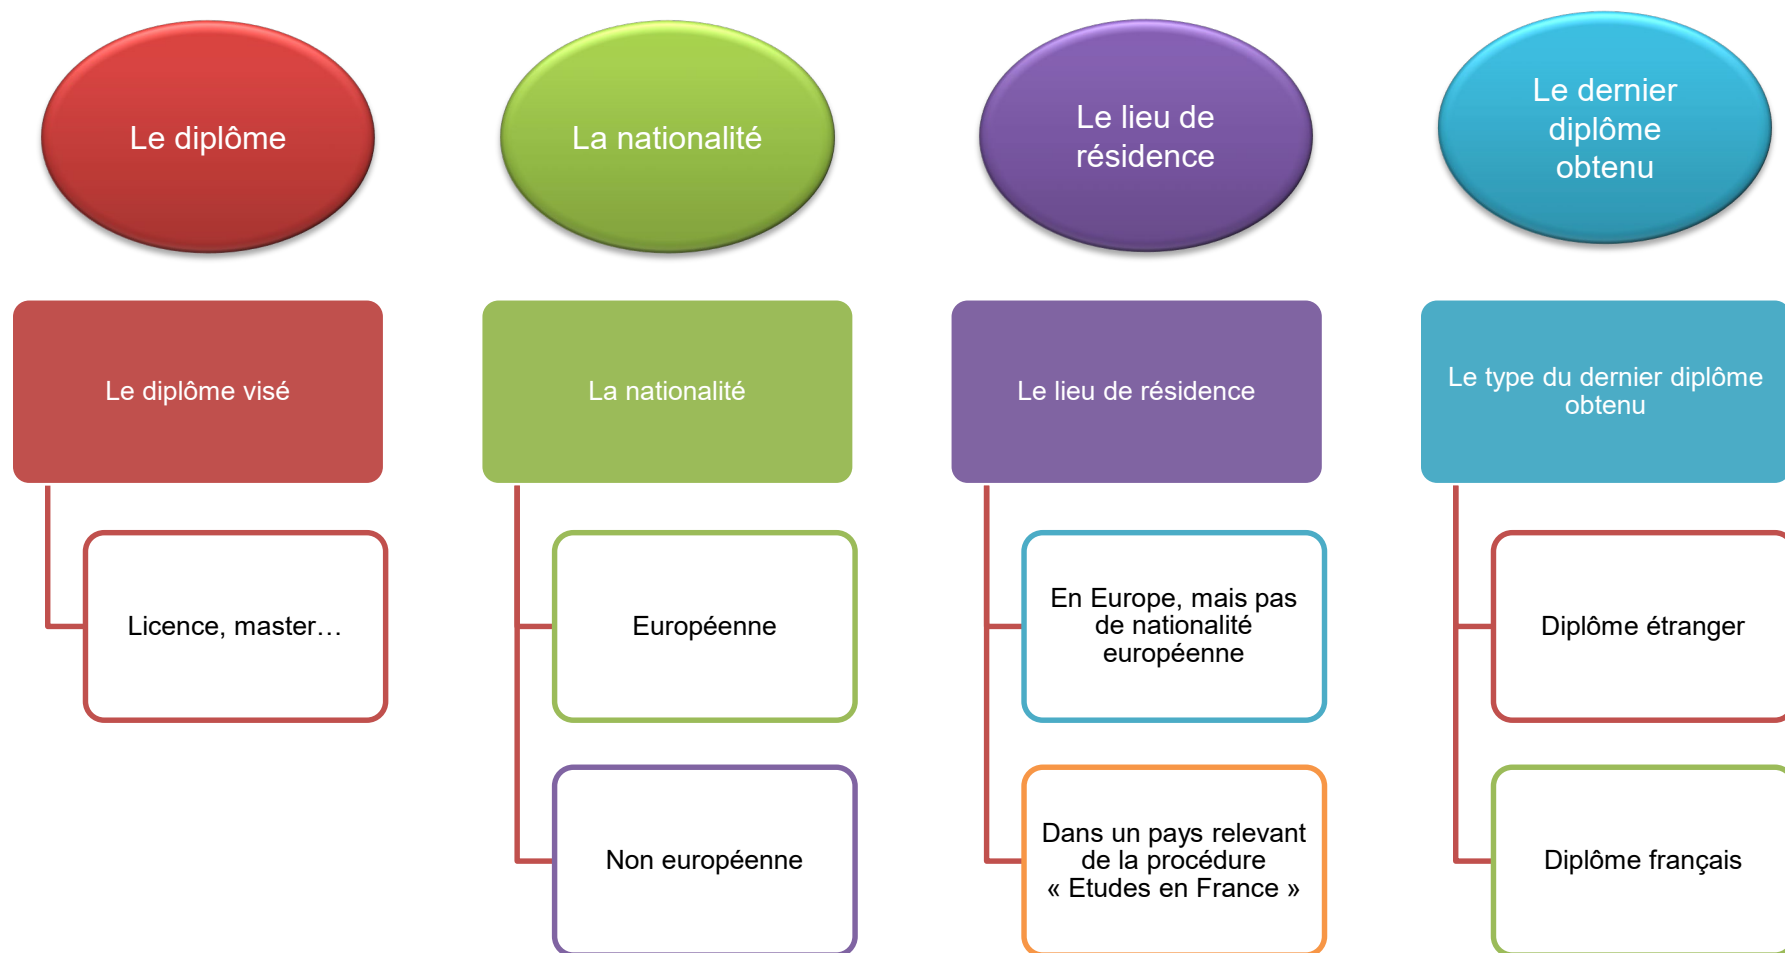 Le diplôme
La nationalité
Le lieu de
résidence
Le dernier
diplôme
obtenu
Le diplôme visé
La nationalité
Le lieu de résidence
Le type du dernier diplôme
obtenu
Licence, master…
Européenne
En Europe, mais pas
de nationalité
européenne
Diplôme étranger
Non européenne
Dans un pays relevant
de la procédure
« Etudes en France »
Diplôme français